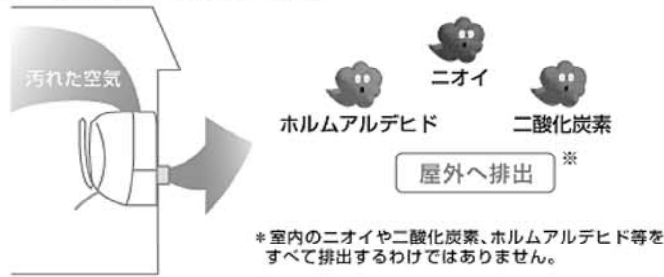 汚れた空気
ニオイ
ホルムアルデヒド
二酸化炭素
屋外へ排出 ※
＊室内のニオイや二酸化炭素、ホルムアルデヒド等を
すべて排出するわけではありません。